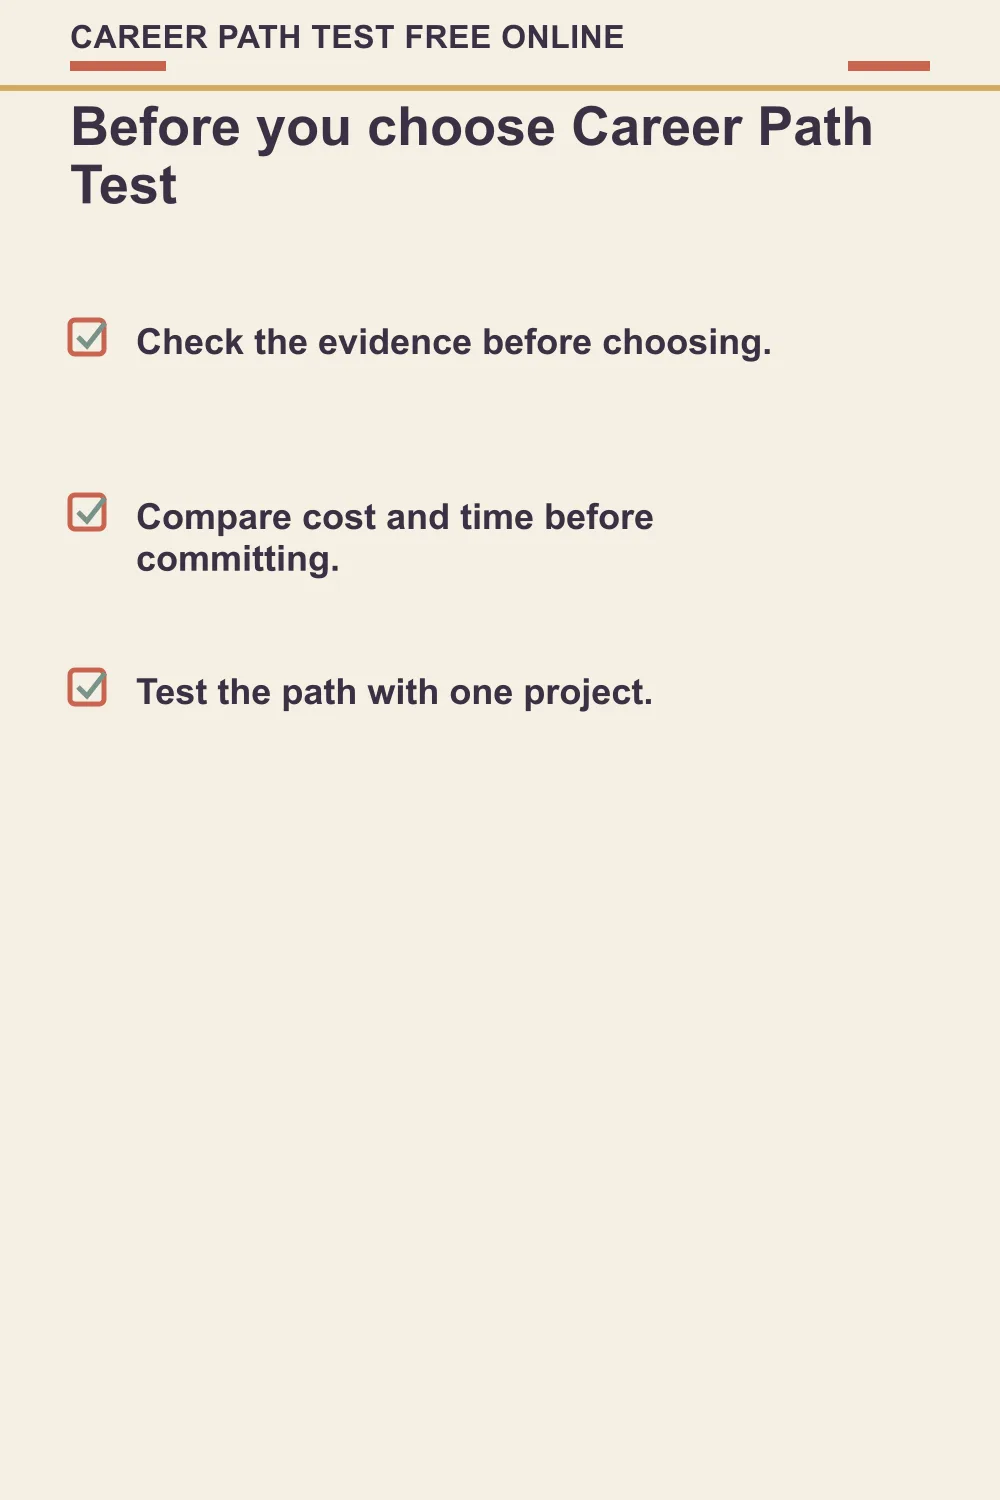 CAREER PATH TEST FREE ONLINE
Before you choose Career Path
Test
Check the evidence before choosing.
Compare cost and time before
committing.
Test the path with one project.